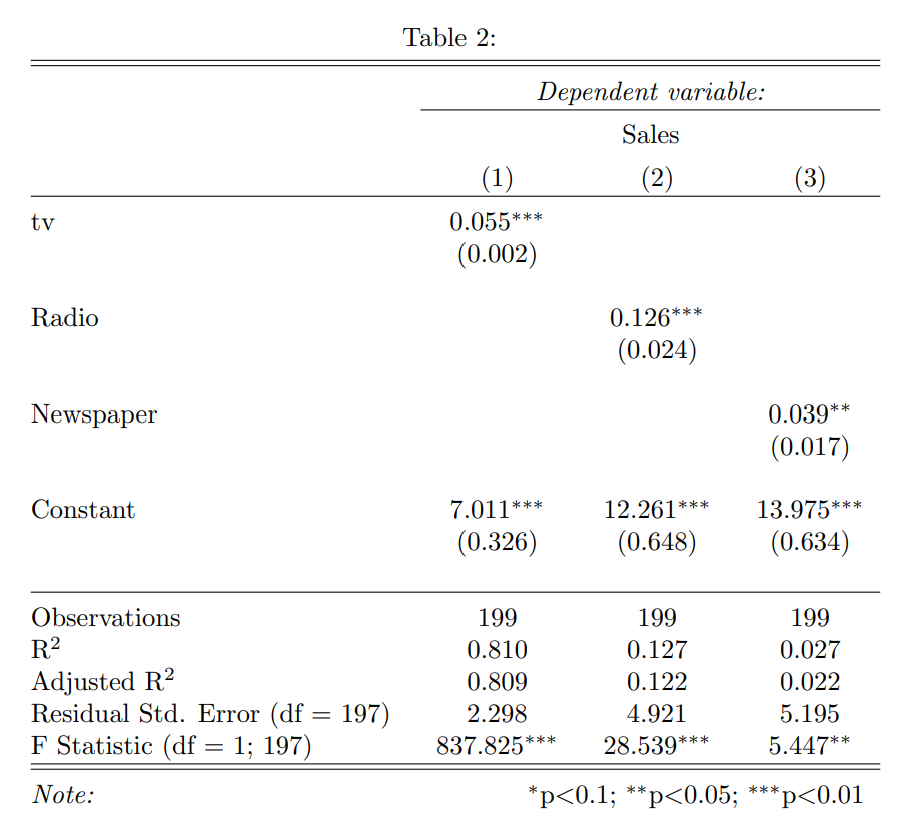 Table 2:
Dependent variable:
Sales
(1) (2) (3)
tv 0.055***
(0.002)
Radio 0.126***
(0.024)
Newspaper 0.039**
(0.017)
Constant 7.011*** 12.261*** 13.975***
(0.326) (0.648) (0.634)
Observations 199 199 199
R² 0.810 0.127 0.027
Adjusted R² 0.809 0.122 0.022
Residual Std. Error (df = 197) 2.298 4.921 5.195
F Statistic (df = 1; 197) 837.825*** 28.539*** 5.447**
Note: *p<0.1; **p<0.05; ***p<0.01